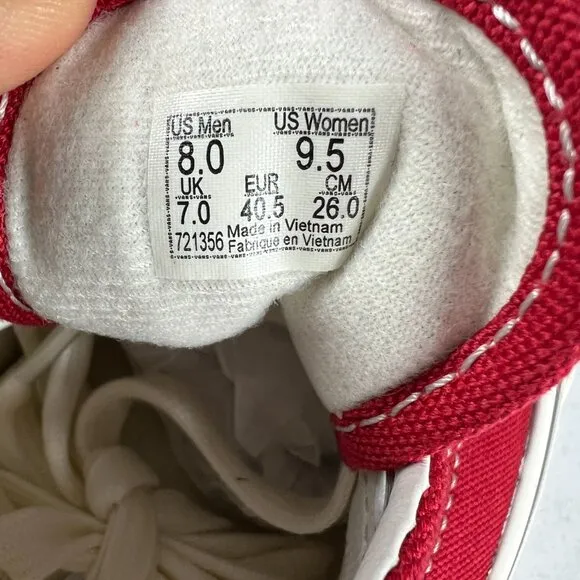 US Men US Women
8.0 9.5
UK EUR CM
7.0 40.5 26.0
721356 Made in Vietnam
Fabrique en Vietnam